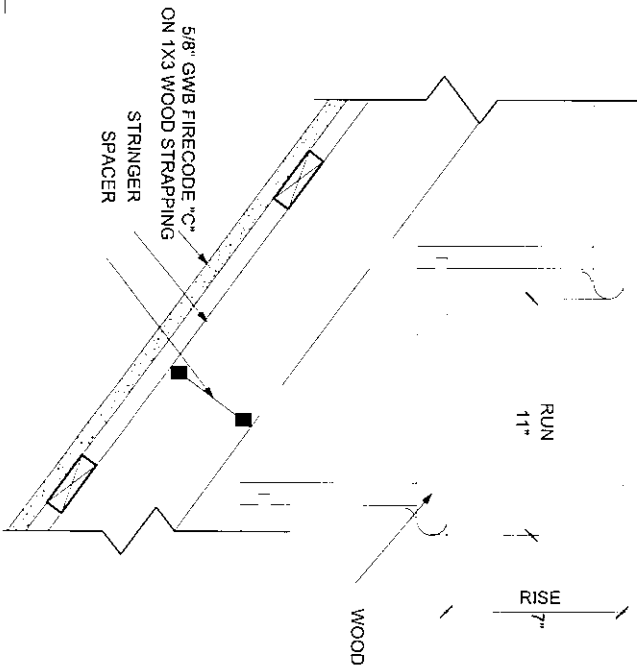 5/8" GWB FIRECODE "C"
ON 1X3 WOOD STRAPPING
STRINGER
SPACER
RUN
11"
WOOD
RISE
7"